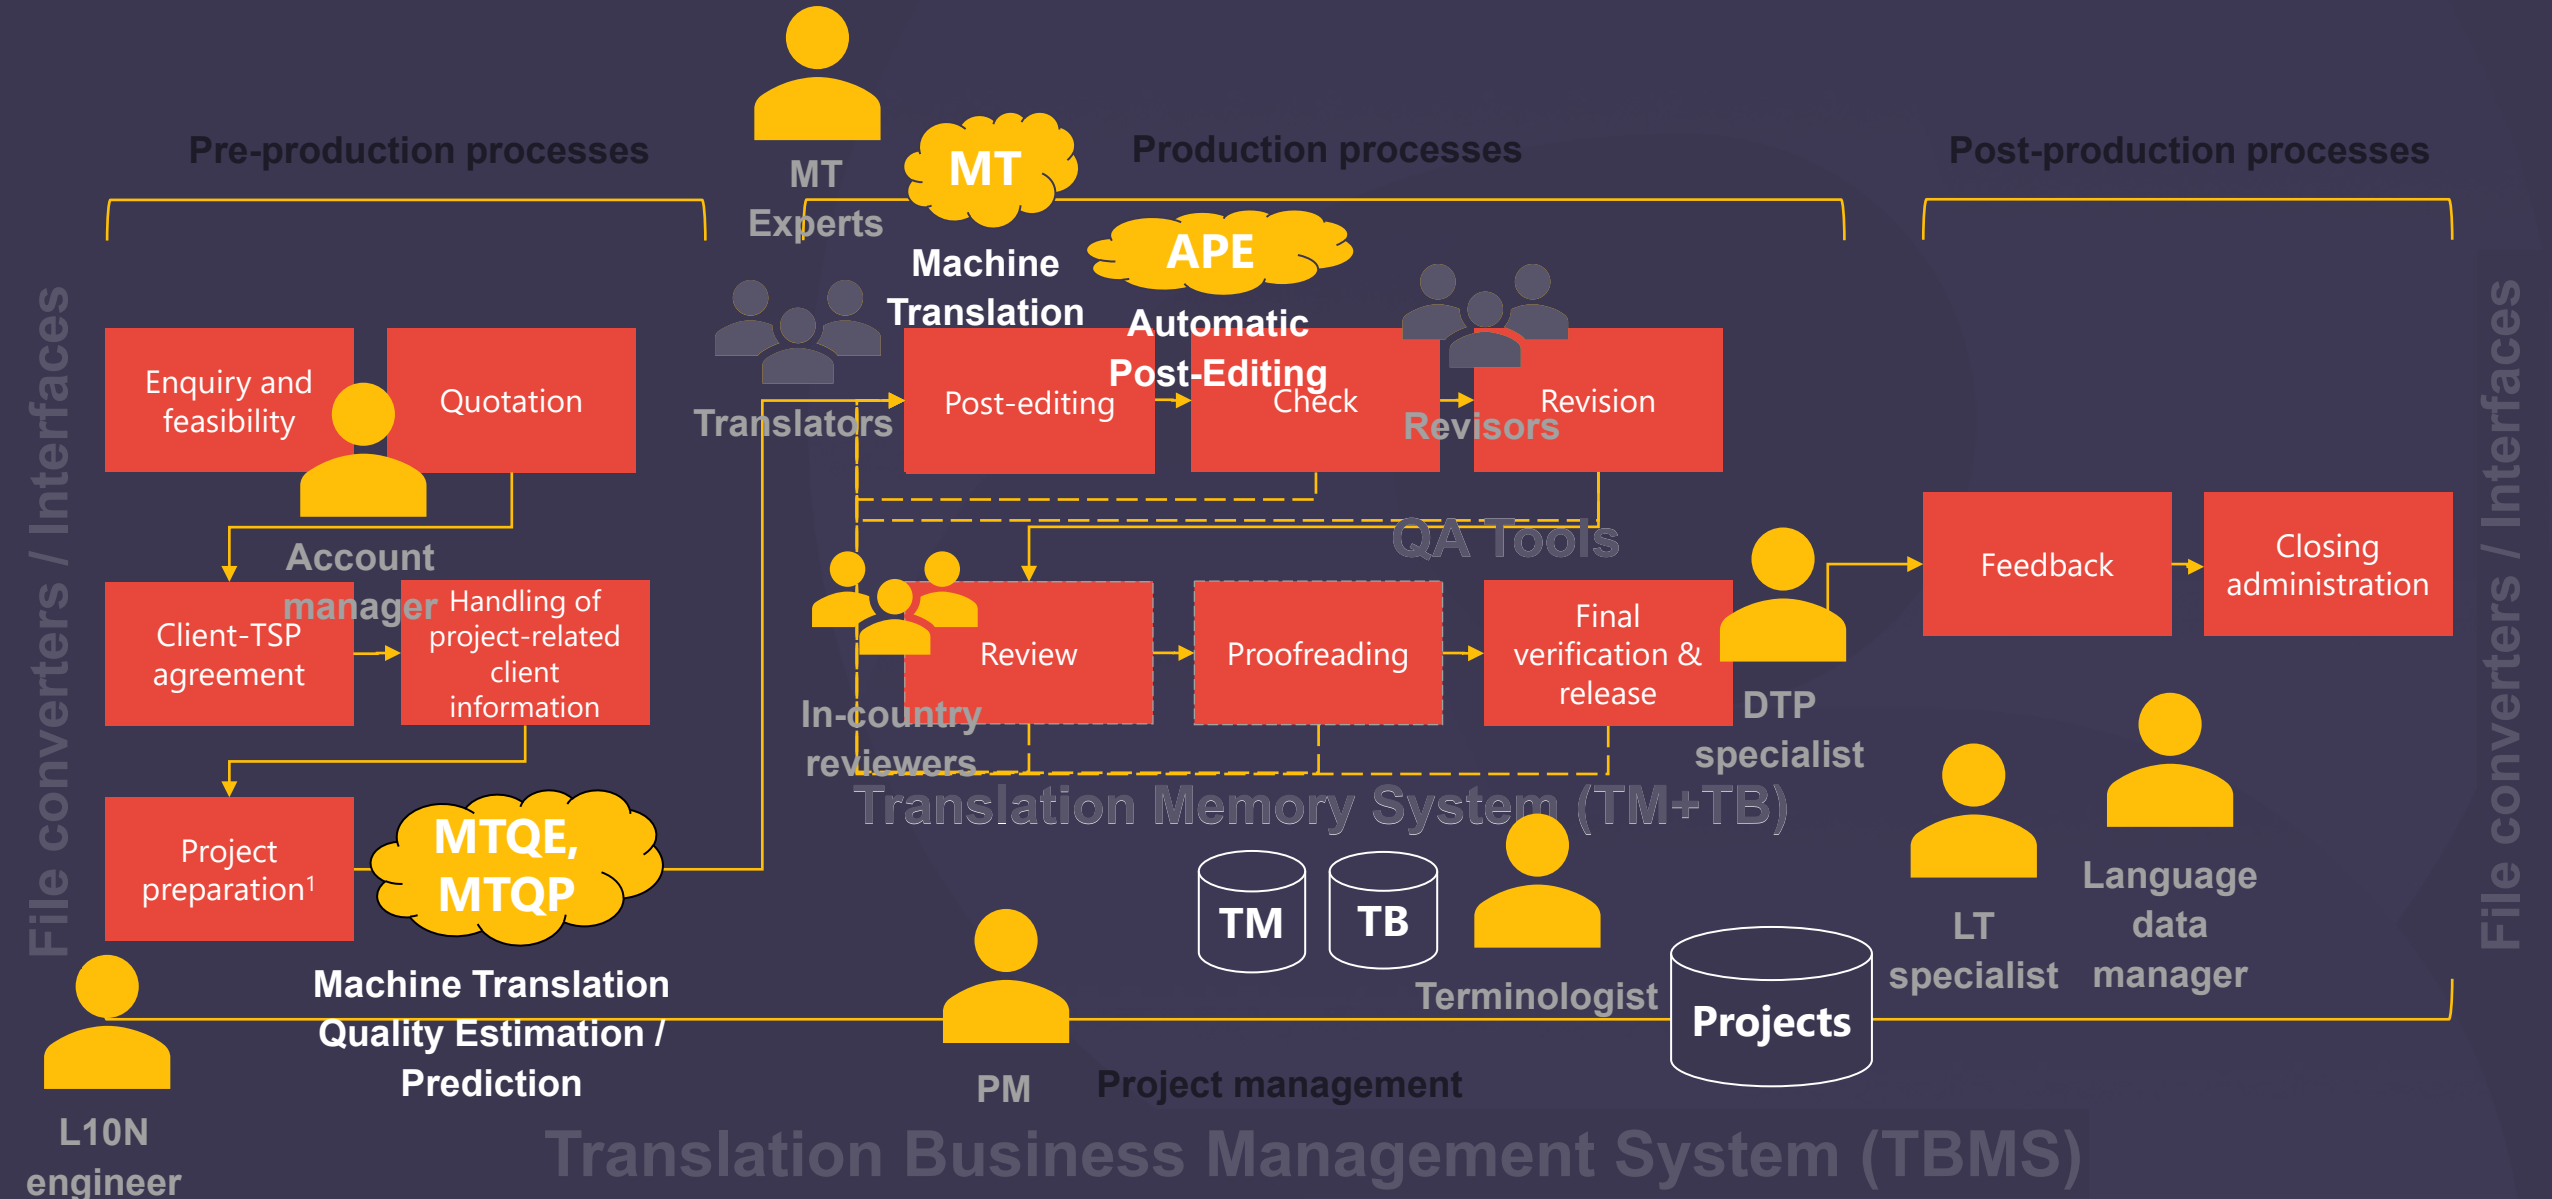 Pre-production processes
MT
Experts
MT
Machine
Translation
Production processes
APE
Automatic
Post-Editing
Post-production processes
File converters / Interfaces
Enquiry and
feasibility
Quotation
Account
manager
Client-TSP
agreement
Handling of
project-related
client
information
Project
preparation¹
MTQE,
MTQP
Machine Translation
Quality Estimation /
Prediction
L10N
engineer
Translators
Post-editing
Check
Revisors
Revision
QA Tools
In-country
reviewers
Review
Proofreading
Final
verification &
release
DTP
specialist
Translation Memory System (TM+TB)
TM
TB
Terminologist
Projects
PM
Project management
Feedback
Closing
administration
LT
specialist
Language
data
manager
File converters / Interfaces
Translation Business Management System (TBMS)